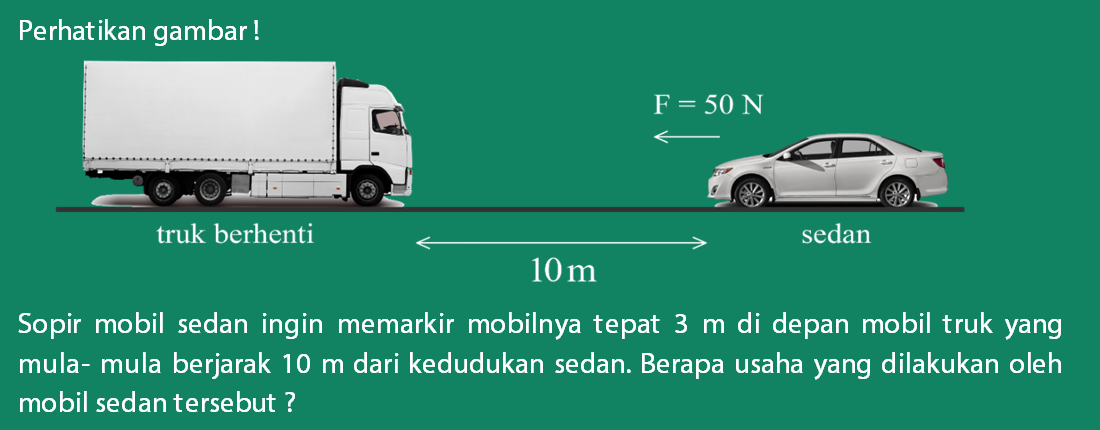 Perhatikan gambar !
F = 50 N
truk berhenti
sedan
10 m
Sopir mobil sedan ingin memarkir mobilnya tepat 3 m di depan mobil truk yang
mula- mula berjarak 10 m dari kedudukan sedan. Berapa usaha yang dilakukan oleh
mobil sedan tersebut ?